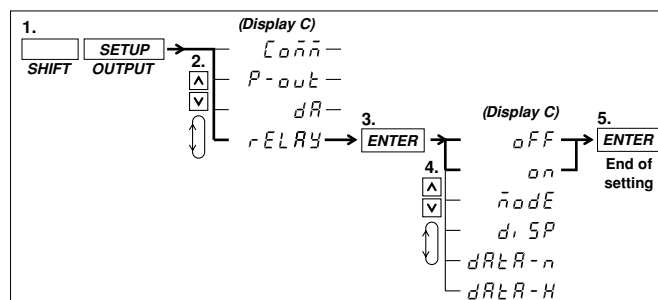 1.
SETUP
SHIFT OUTPUT
2.
(Display C)
Conn
P-out
dA
rELAY
3.
ENTER
4.
(Display C)
oFF
on
modE
diSP
dAtA-n
dAtA-H
5.
ENTER
End of
setting